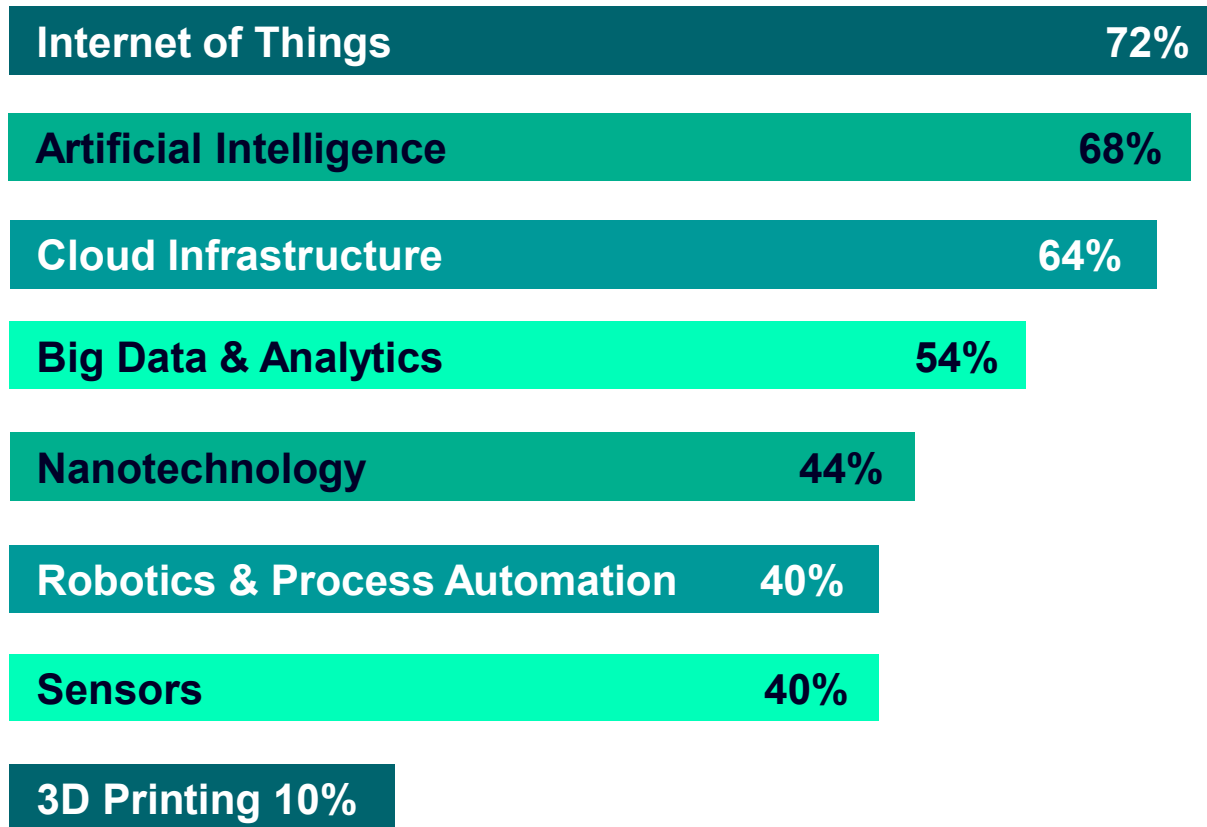 Internet of Things 72%
Artificial Intelligence 68%
Cloud Infrastructure 64%
Big Data & Analytics 54%
Nanotechnology 44%
Robotics & Process Automation 40%
Sensors 40%
3D Printing 10%